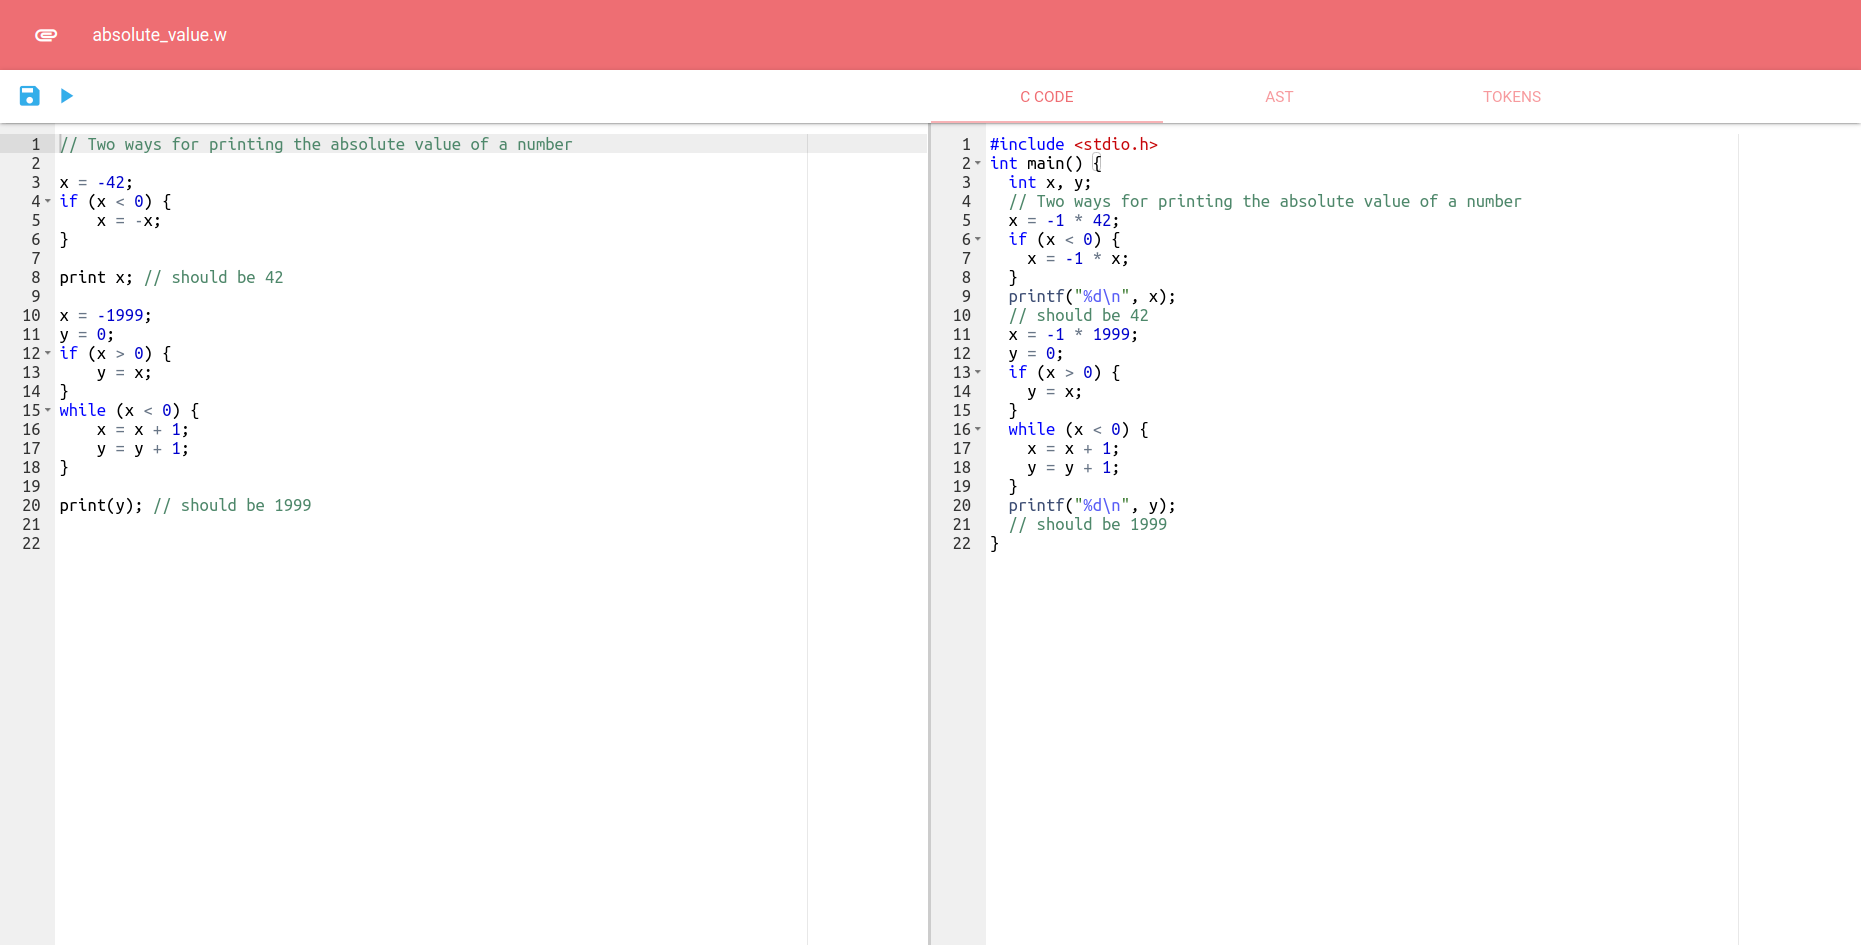 absolute_value.w
C CODE AST TOKENS
1 // Two ways for printing the absolute value of a number
2
3 x = -42;
4 if (x < 0) {
5     x = -x;
6 }
7
8 print x; // should be 42
9
10 x = -1999;
11 y = 0;
12 if (x > 0) {
13     y = x;
14 }
15 while (x < 0) {
16     x = x + 1;
17     y = y + 1;
18 }
19
20 print(y); // should be 1999
21
22
1 #include <stdio.h>
2 int main() {
3   int x, y;
4   // Two ways for printing the absolute value of a number
5   x = -1 * 42;
6   if (x < 0) {
7     x = -1 * x;
8   }
9   printf("%d\n", x);
10   // should be 42
11   x = -1 * 1999;
12   y = 0;
13   if (x > 0) {
14     y = x;
15   }
16   while (x < 0) {
17     x = x + 1;
18     y = y + 1;
19   }
20   printf("%d\n", y);
21   // should be 1999
22 }